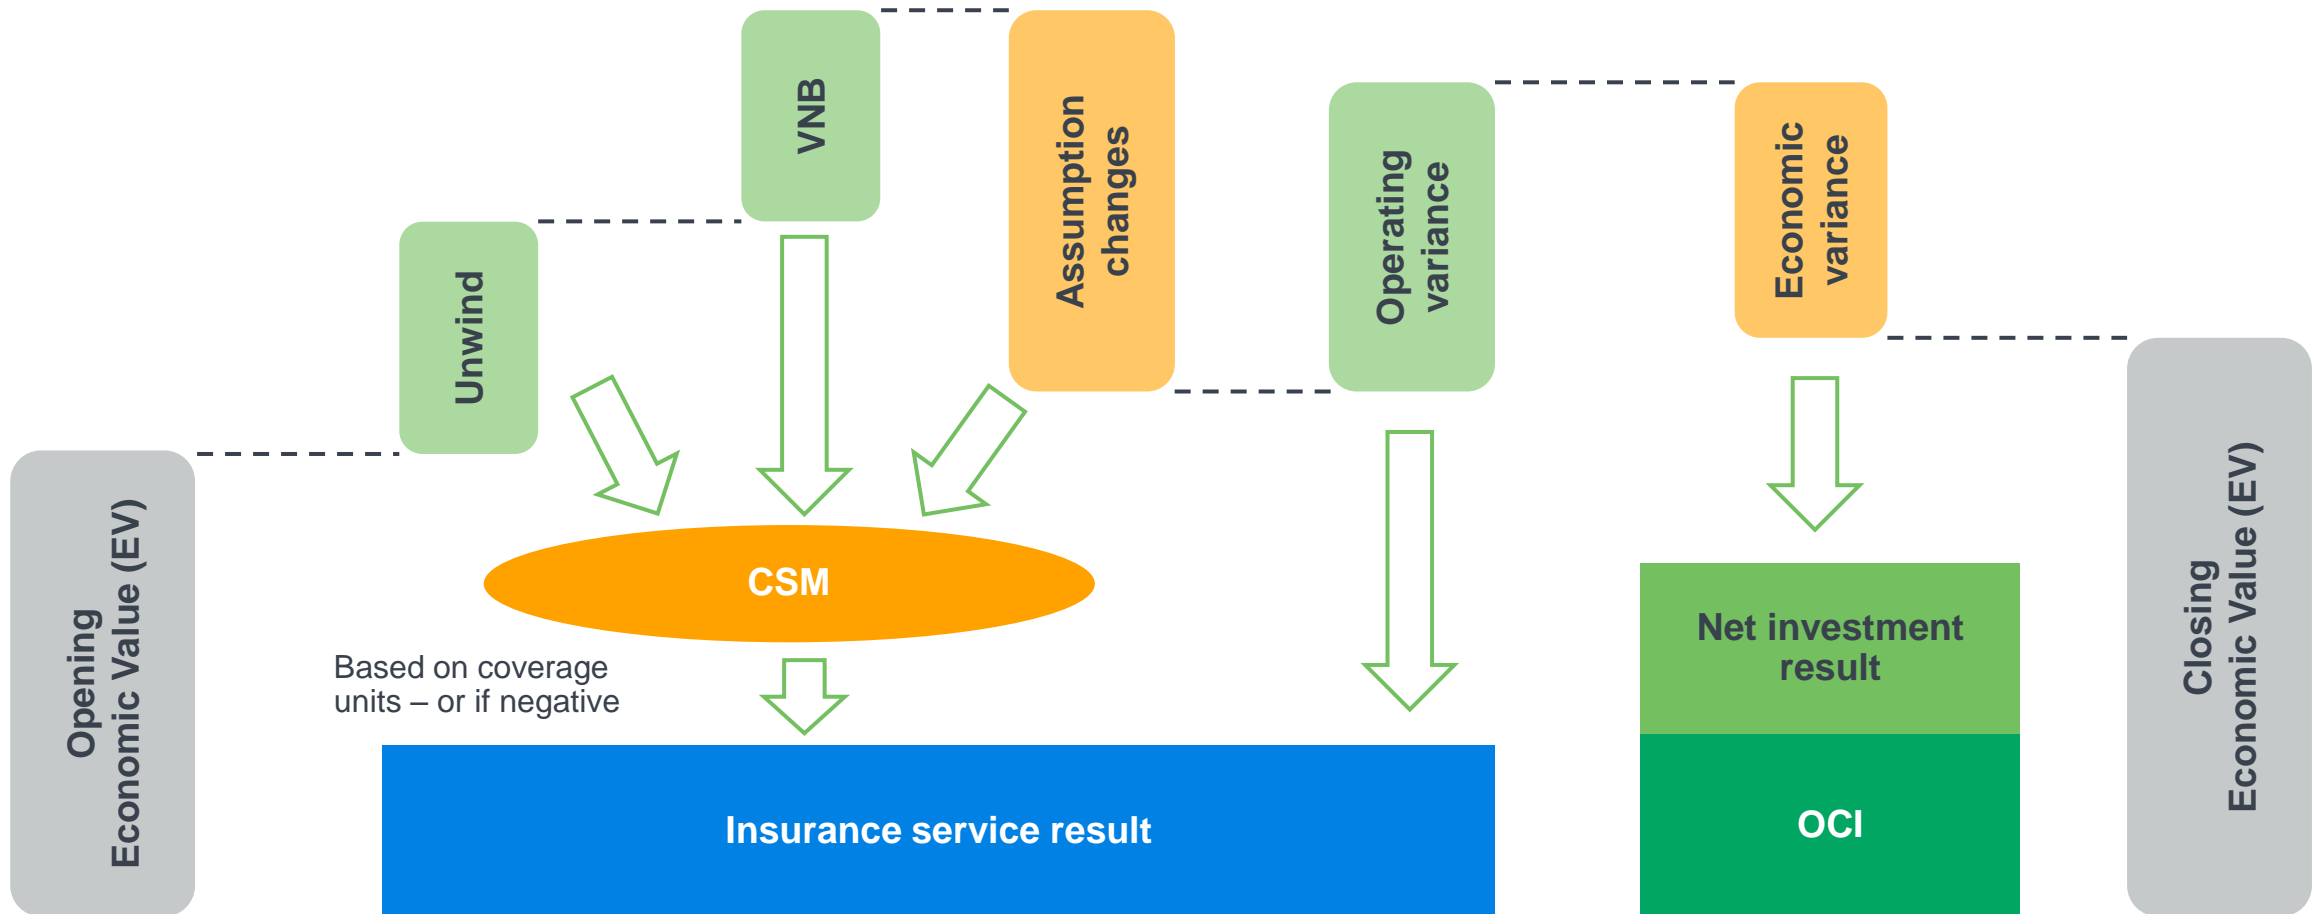 Opening
Economic Value (EV)
Unwind
VNB
Assumption
changes
Operating
variance
Economic
variance
Closing
Economic Value (EV)
CSM
Based on coverage
units – or if negative
Net investment
result
Insurance service result
OCI